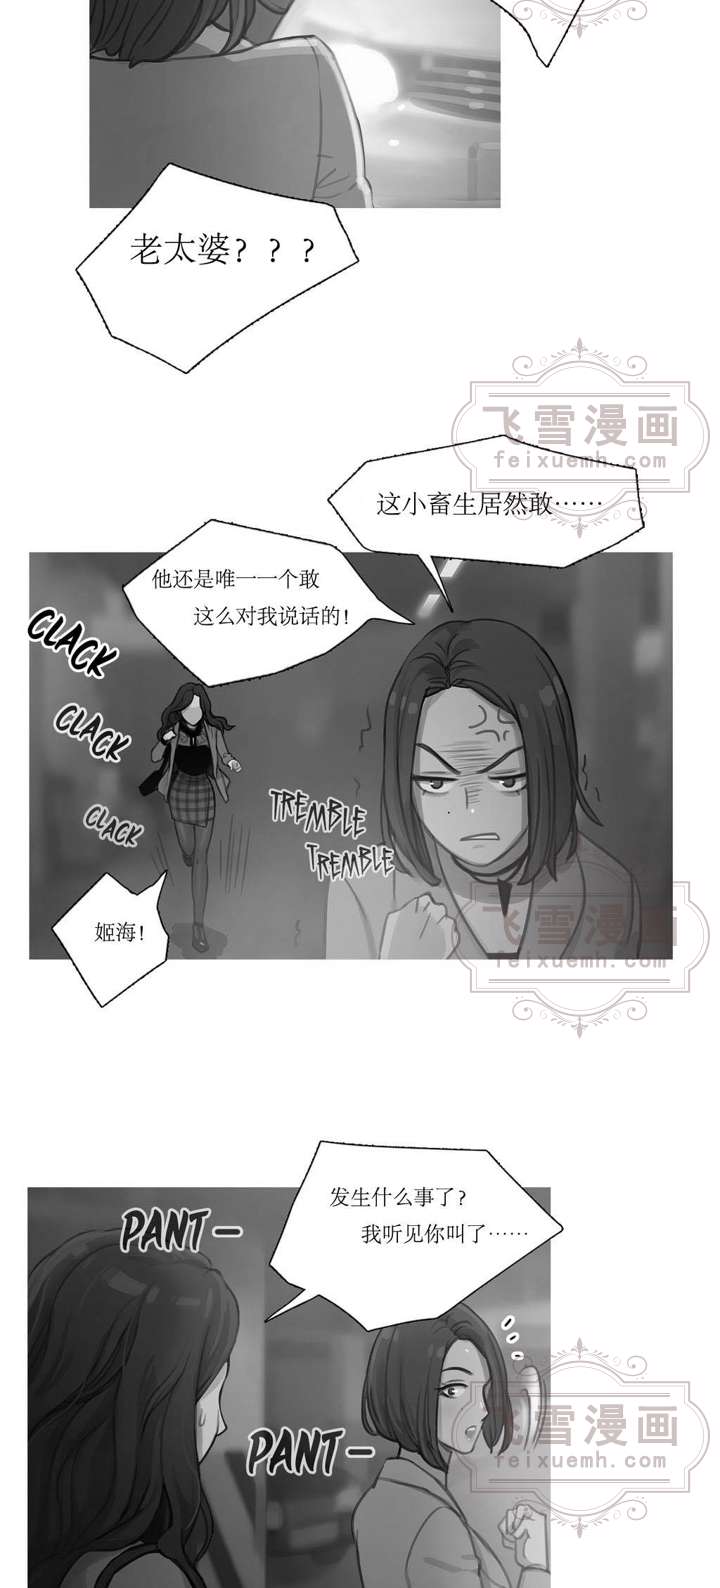 老太婆？？？
飞雪漫画
feixuemh.com
这小畜生居然敢……
他还是唯一一个敢
这么对我说话的！
CLACK
CLACK
CLACK
TREMBLE
TREMBLE
姬海！
飞雪漫画
feixuemh.com
发生什么事了？
我听见你叫了……
PANT-
PANT-
飞雪漫画
feixuemh.com